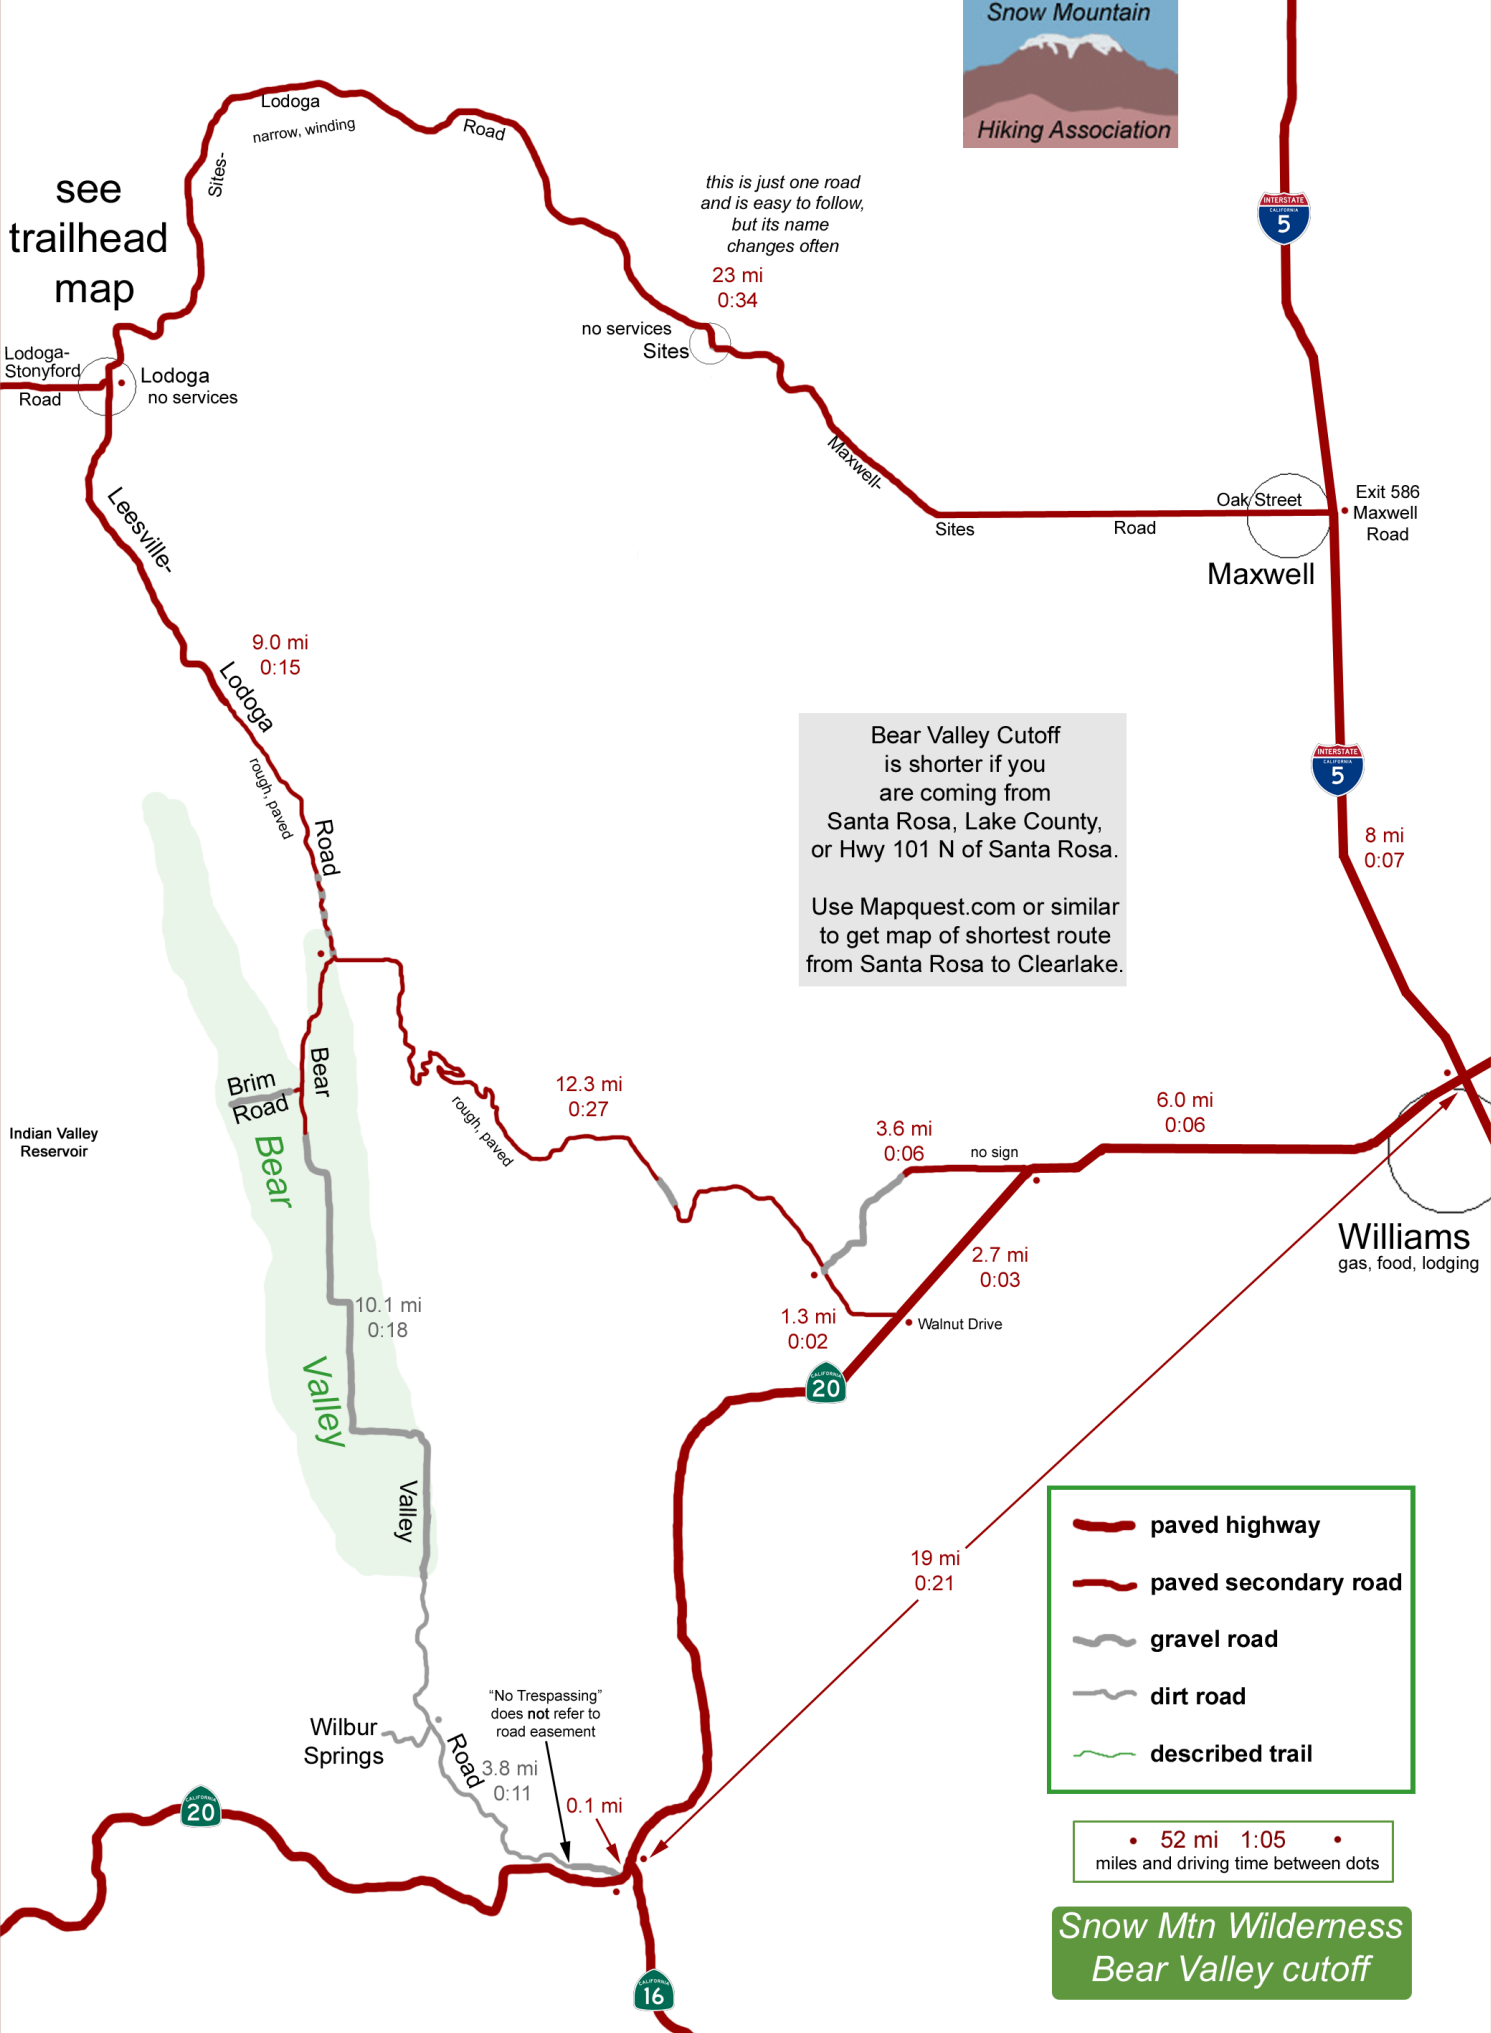 Snow Mountain
Hiking Association
Lodoga
narrow, winding
Road
Sites-
see
trailhead
map
this is just one road
and is easy to follow,
but its name
changes often
23 mi
0:34
INTERSTATE
CALIFORNIA
5
no services
Sites
Lodoga-
Stonyford
Road
Lodoga
no services
Maxwell-
Sites
Road
Oak Street
Exit 586
Maxwell
Road
Maxwell
Leesville-
9.0 mi
0:15
Lodoga
rough, paved
Road
INTERSTATE
CALIFORNIA
5
8 mi
0:07
Bear Valley Cutoff
is shorter if you
are coming from
Santa Rosa, Lake County,
or Hwy 101 N of Santa Rosa.
Use Mapquest.com or similar
to get map of shortest route
from Santa Rosa to Clearlake.
Bear
Brim
Road
Indian Valley
Reservoir
Bear
12.3 mi
0:27
rough, paved
3.6 mi
0:06
no sign
6.0 mi
0:06
Williams
gas, food, lodging
2.7 mi
0:03
1.3 mi
0:02
Walnut Drive
10.1 mi
0:18
Valley
CALIFORNIA
20
Valley
19 mi
0:21
paved highway
paved secondary road
gravel road
dirt road
described trail
"No Trespassing"
does not refer to
road easement
Wilbur
Springs
Road
3.8 mi
0:11
0.1 mi
CALIFORNIA
20
52 mi 1:05
miles and driving time between dots
Snow Mtn Wilderness
Bear Valley cutoff
CALIFORNIA
16